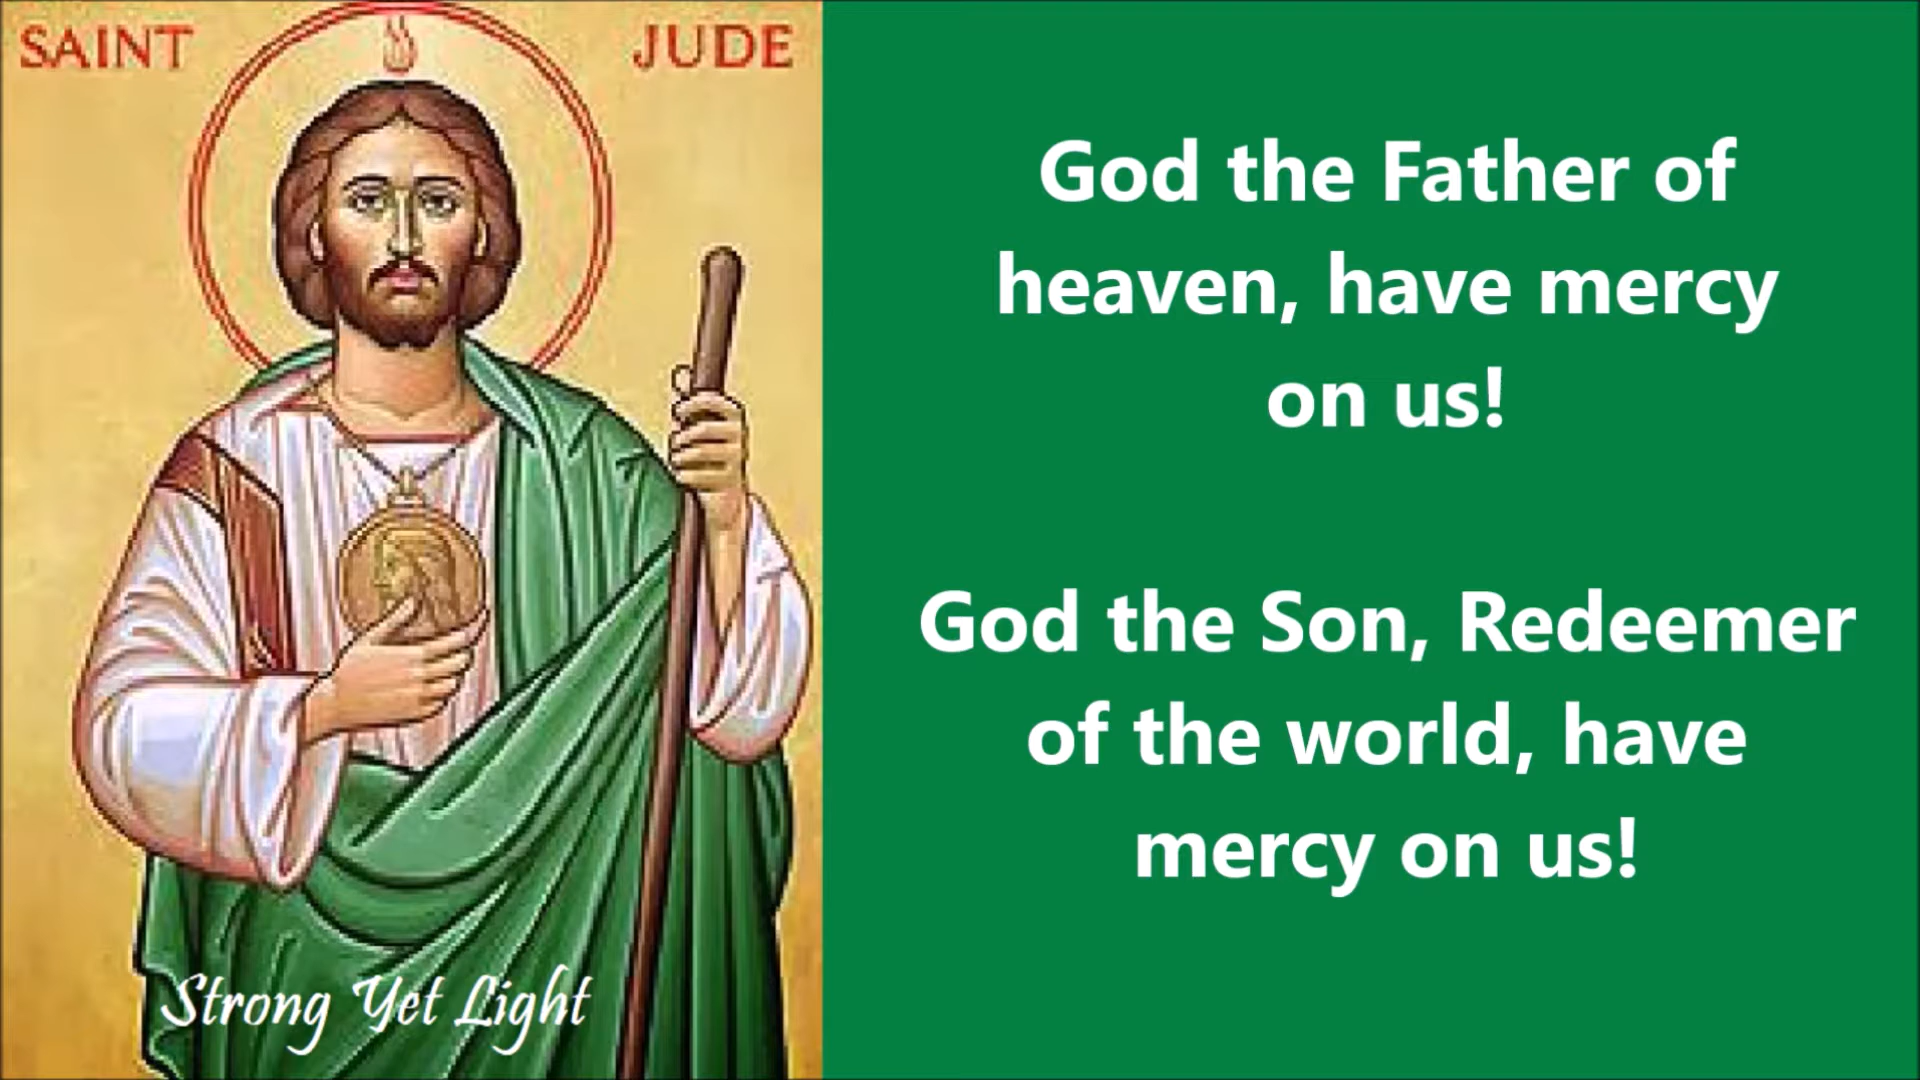 SAINT JUDE
God the Father of
heaven, have mercy
on us!
God the Son, Redeemer
of the world, have
mercy on us!
Strong Yet Light